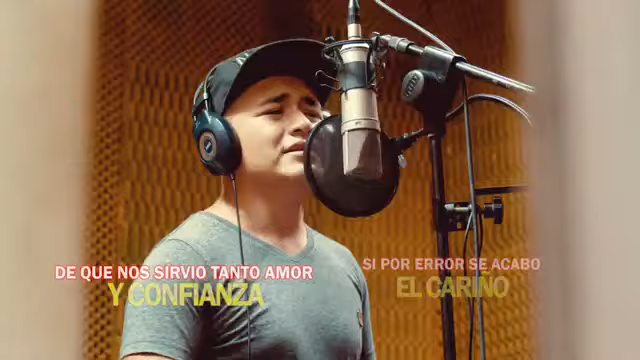 DE QUE NOS SIRVIO TANTO AMOR
Y CONFIANZA
SI POR ERROR SE ACABO
EL CARIÑO